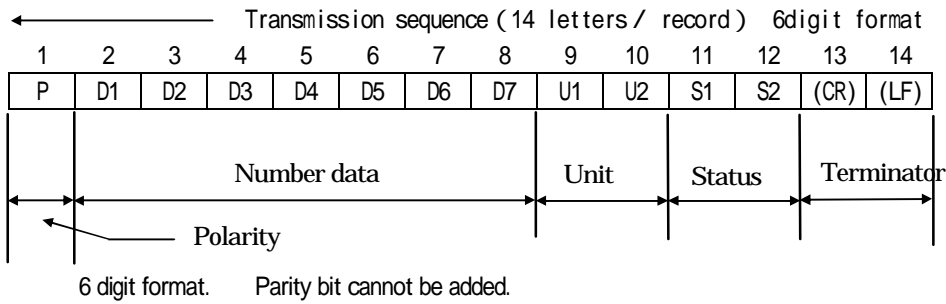 Transmission sequence (14 letters / record) 6digit format
1 2 3 4 5 6 7 8 9 10 11 12 13 14
P D1 D2 D3 D4 D5 D6 D7 U1 U2 S1 S2 (CR) (LF)
Number data Unit Status Terminator
Polarity
6 digit format. Parity bit cannot be added.